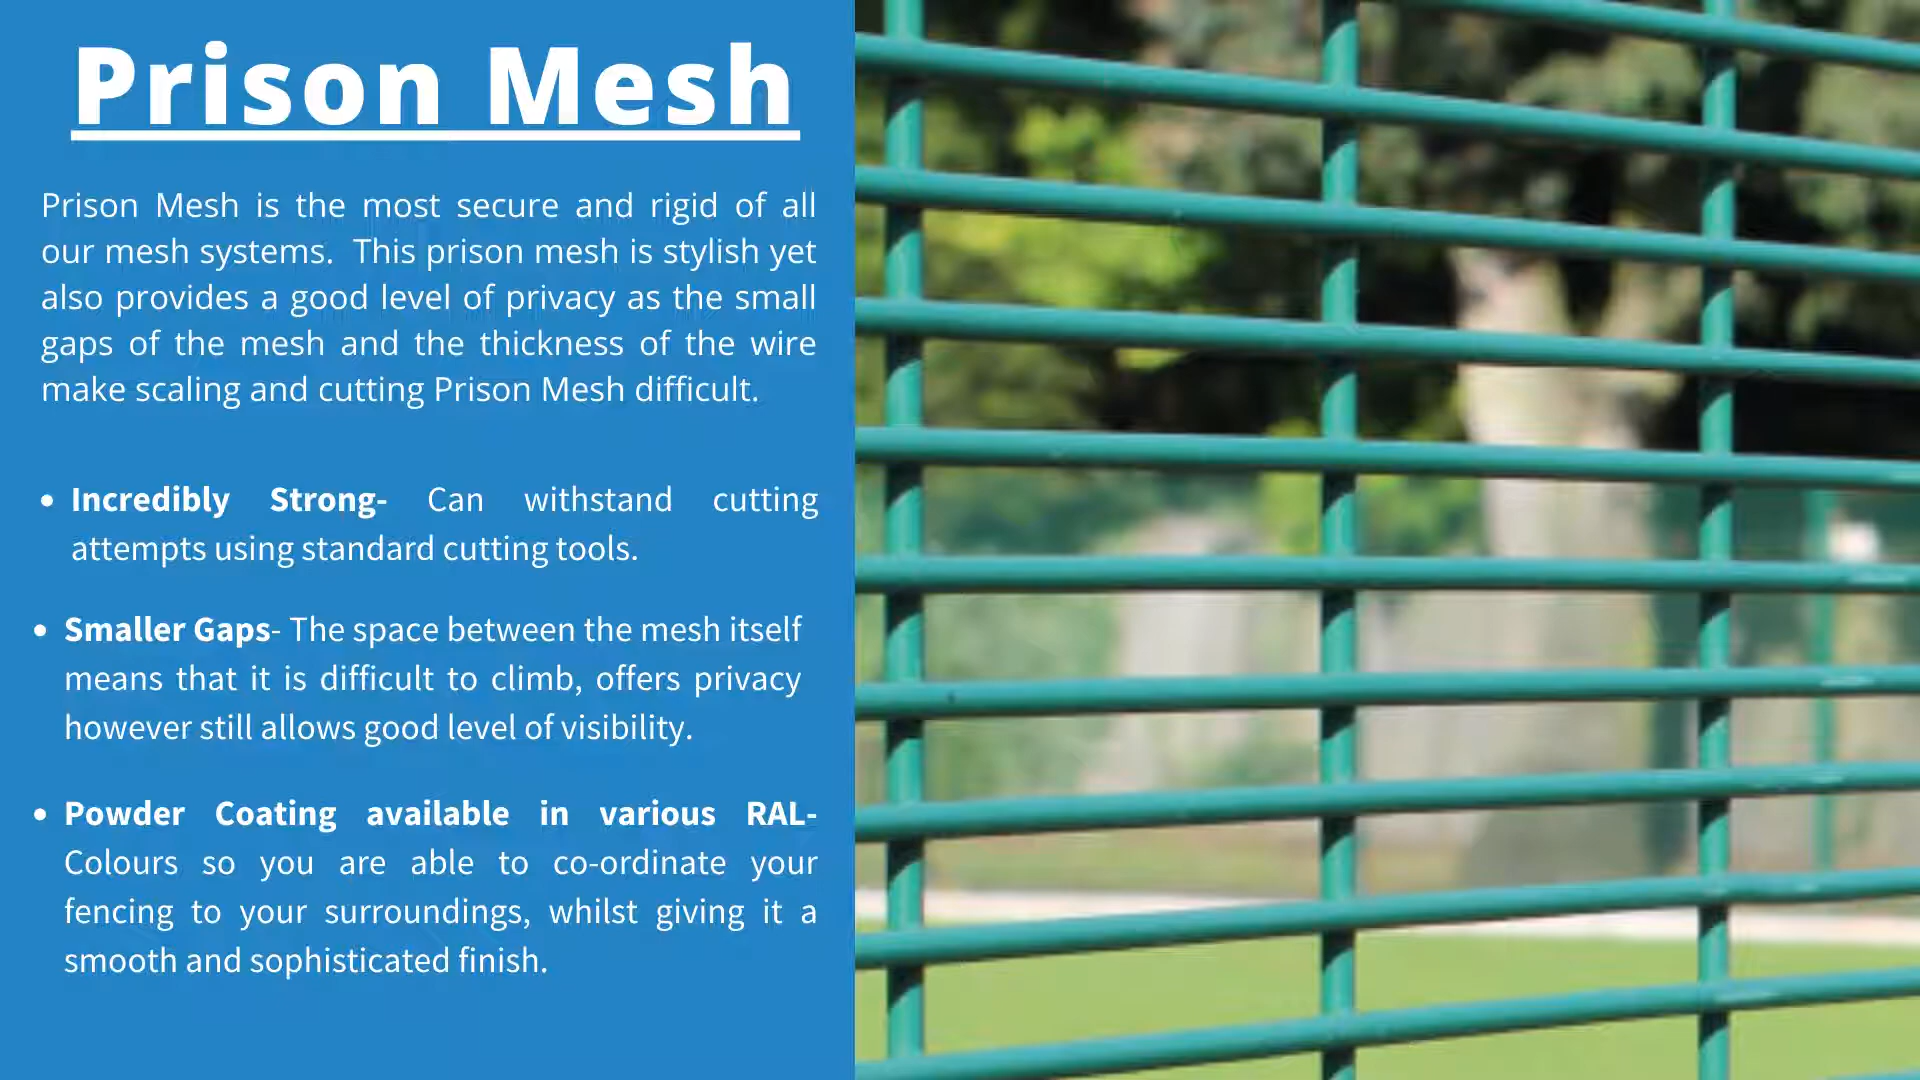 Prison Mesh
Prison Mesh is the most secure and rigid of all
our mesh systems.  This prison mesh is stylish yet
also provides a good level of privacy as the small
gaps of the mesh and the thickness of the wire
make scaling and cutting Prison Mesh difficult.
• Incredibly Strong- Can withstand cutting
attempts using standard cutting tools.
• Smaller Gaps- The space between the mesh itself
means that it is difficult to climb, offers privacy
however still allows good level of visibility.
• Powder Coating available in various RAL-
Colours so you are able to co-ordinate your
fencing to your surroundings, whilst giving it a
smooth and sophisticated finish.